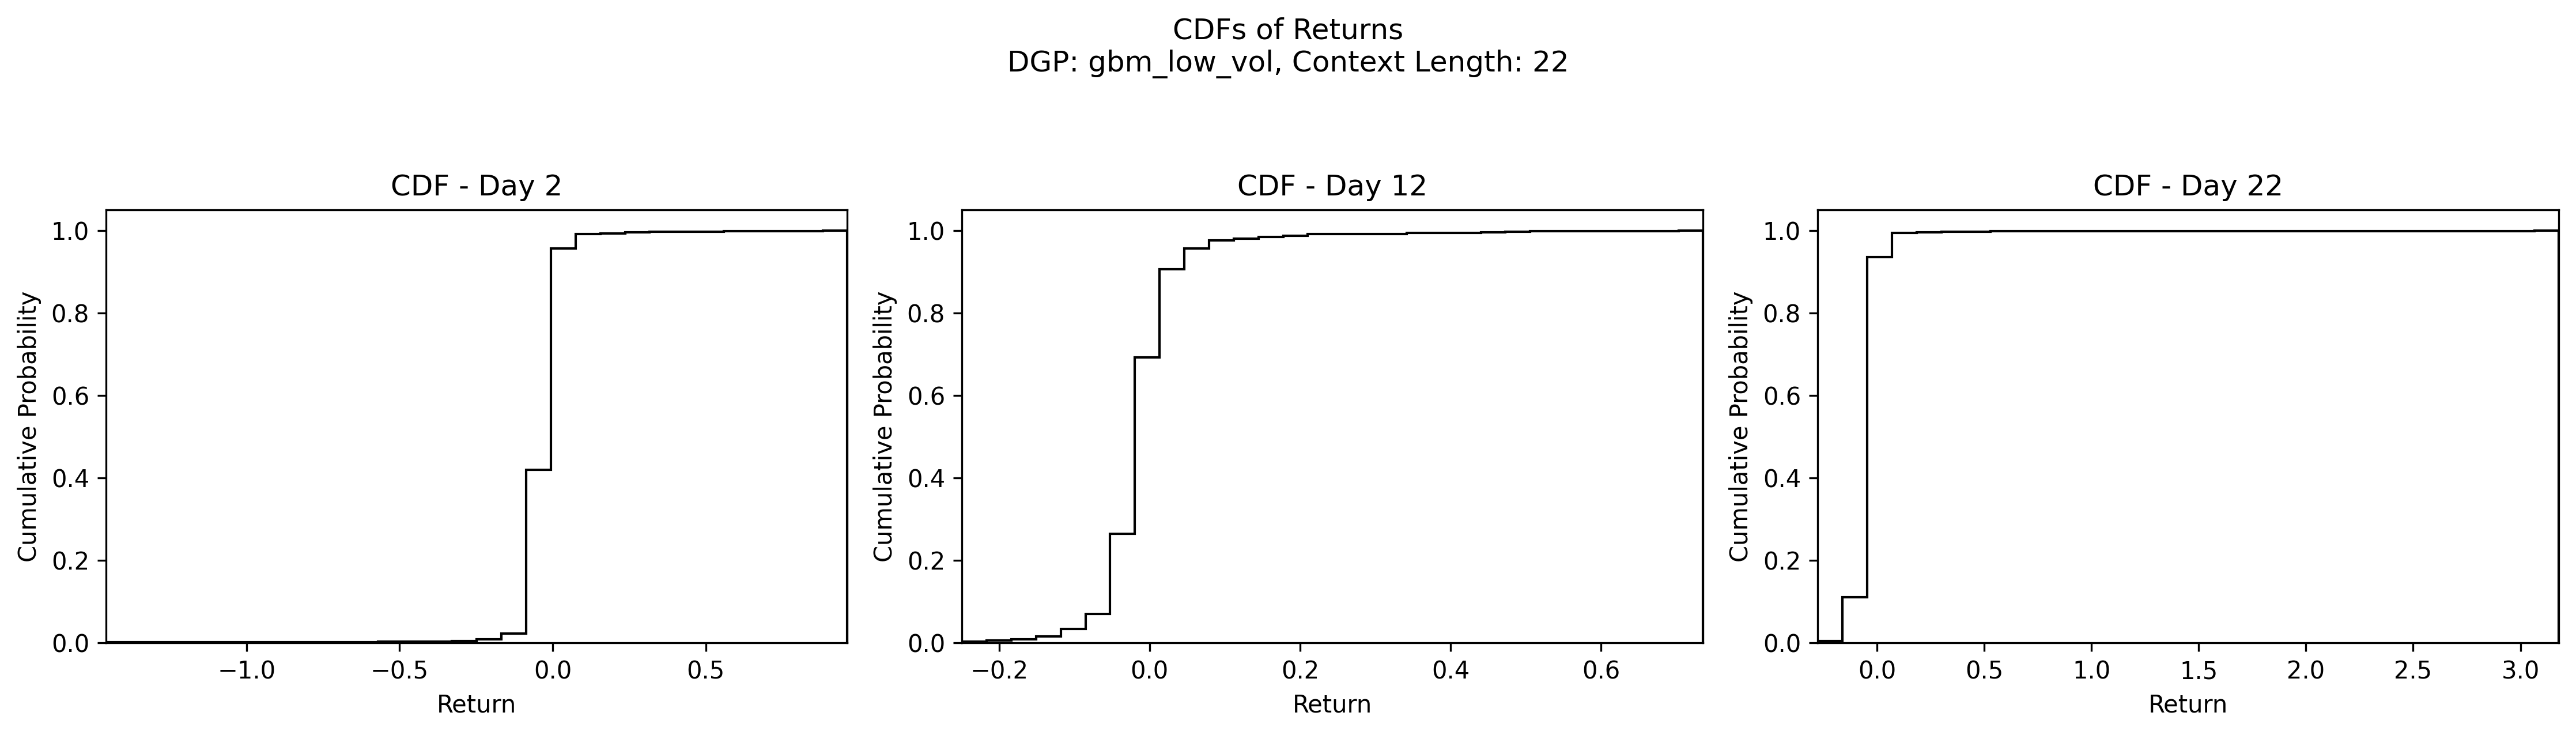 CDFs of Returns
DGP: gbm_low_vol, Context Length: 22
CDF - Day 2
1.0
0.8
0.6
0.4
0.2
0.0
Cumulative Probability
−1.0 −0.5 0.0 0.5
Return
CDF - Day 12
1.0
0.8
0.6
0.4
0.2
0.0
Cumulative Probability
−0.2 0.0 0.2 0.4 0.6
Return
CDF - Day 22
1.0
0.8
0.6
0.4
0.2
0.0
Cumulative Probability
0.0 0.5 1.0 1.5 2.0 2.5 3.0
Return